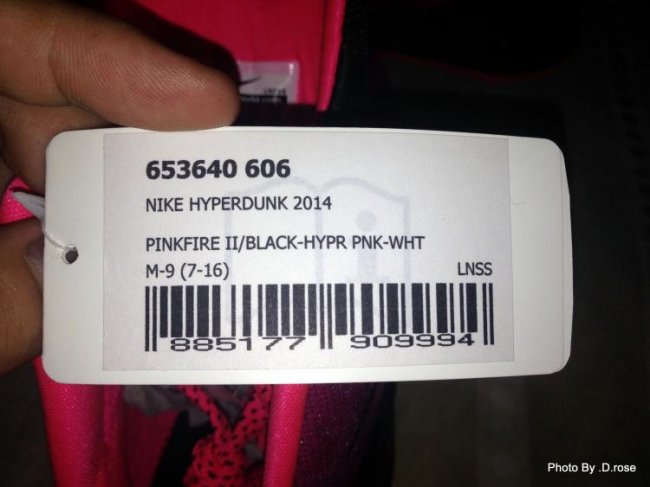 653640 606
NIKE HYPERDUNK 2014
PINKFIRE II/BLACK-HYPR PNK-WHT
M-9 (7-16) LNSS
885177 909994
Photo By .D.rose